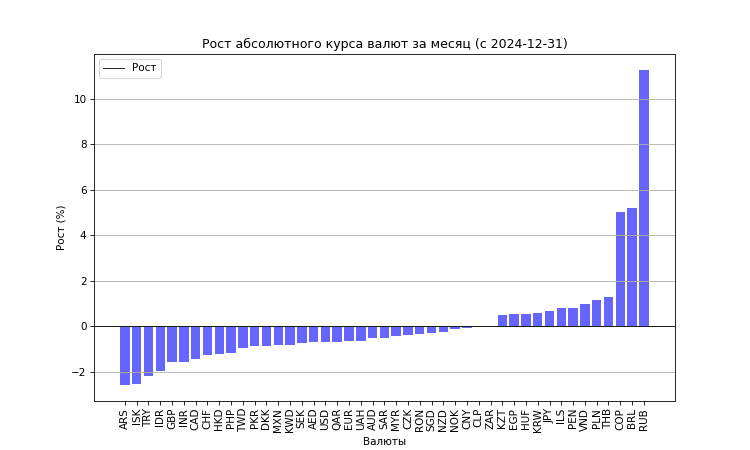 Рост абсолютного курса валют за месяц (с 2024-12-31)
Рост
10
8
6
4
2
0
−2
Рост (%)
ARS ISK TRY IDR GBP INR CAD CHF HKD PHP TWD PKR DKK MXN KWD SEK AED USD QAR EUR UAH AUD SAR MYR CZK RON SGD NZD NOK CNY CLP ZAR KZT EGP HUF KRW JPY ILS PEN VND PLN THB COP BRL RUB
Валюты